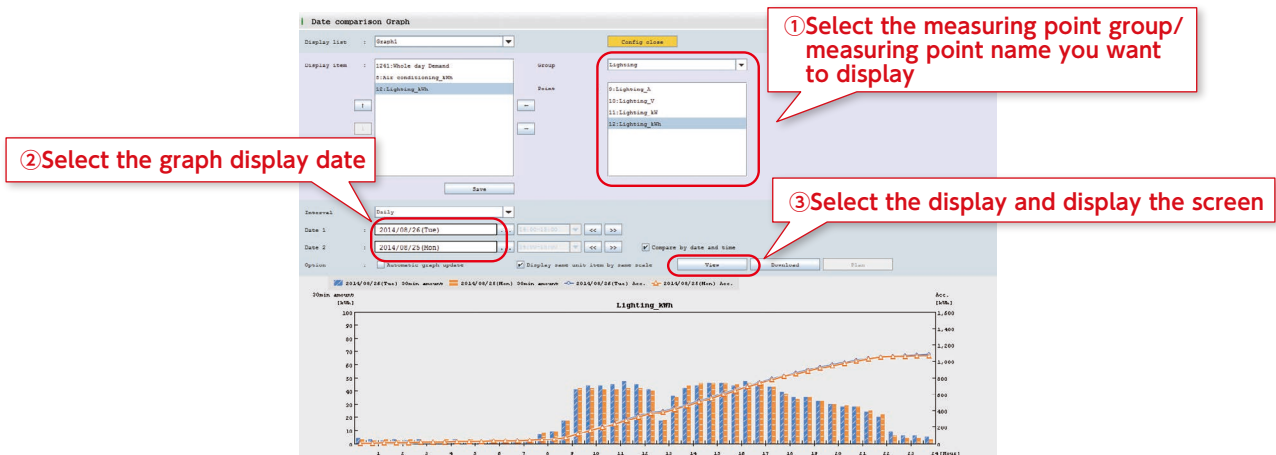 Date comparison Graph
①Select the measuring point group/
measuring point name you want
to display
Display list : Graph1
Config close
Display item : 1241:Whole day Demand
8:Air conditioning_kWh
12:Lighting_kWh
Group
Lighting
Point
9:Lighting_A
10:Lighting_V
11:Lighting_kW
12:Lighting_kWh
②Select the graph display date
Save
③Select the display and display the screen
Interval : Daily
Date 1 : 2014/08/26(Tue) << >>
Date 2 : 2014/08/25(Mon) << >> Compare by date and time
Option : Automatic graph update Display same unit item by same scale View Download Plan
2014/08/26(Tue) 30min amount 2014/08/25(Mon) 30min amount 2014/08/26(Tue) Acc. 2014/08/25(Mon) Acc.
30min amount
[kWh]
Lighting_kWh
Acc.
[kWh]
100 1,600
90 1,400
80 1,200
70 1,000
60
50 800
40 600
30 400
20
10 200
0 0
1 2 3 4 5 6 7 8 9 10 11 12 13 14 15 16 17 18 19 20 21 22 23 24[Hour]